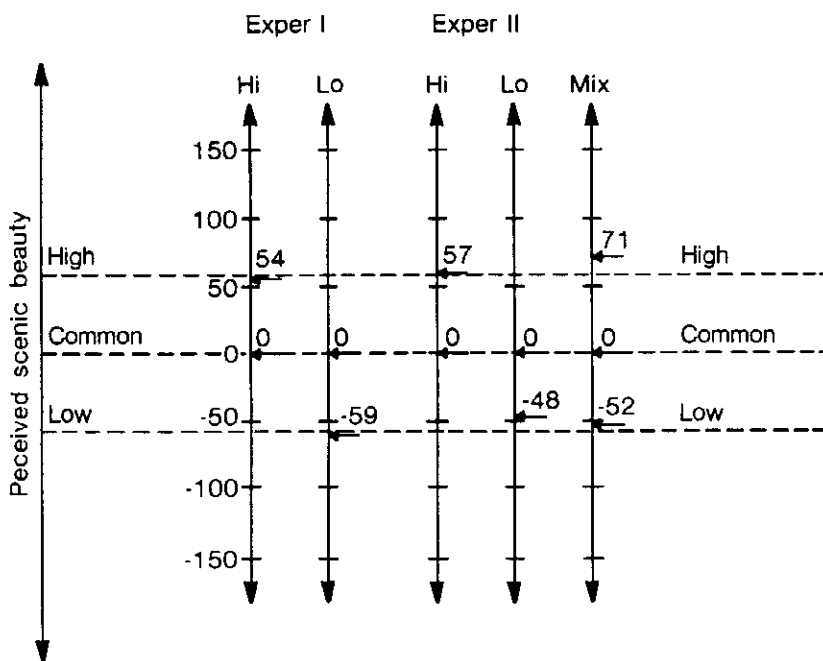 Exper I Exper II
Hi Lo Hi Lo Mix
150
100
High 54 57 71 High
50
Common 0 0 0 0 0 Common
0
Low -59 -48 -52 Low
-50
-100
-150
Peceived scenic beauty